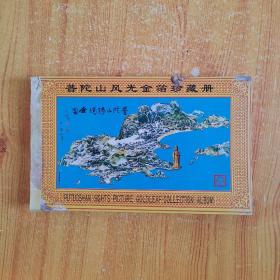 普陀山风光金箔珍藏册
PUTUOSHAN SIGHTS PICTURE GOLDLEAF COLLECTION ALBUM